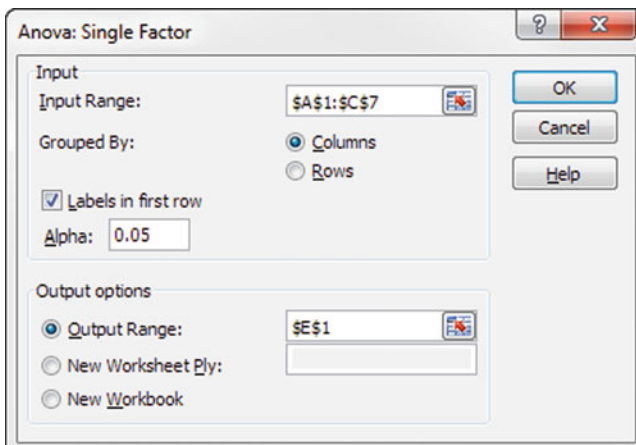 Anova: Single Factor
Input
Input Range: $A$1:$C$7
Grouped By: Columns
Rows
Labels in first row
Alpha: 0.05
OK
Cancel
Help
Output options
Output Range: $E$1
New Worksheet Ply:
New Workbook